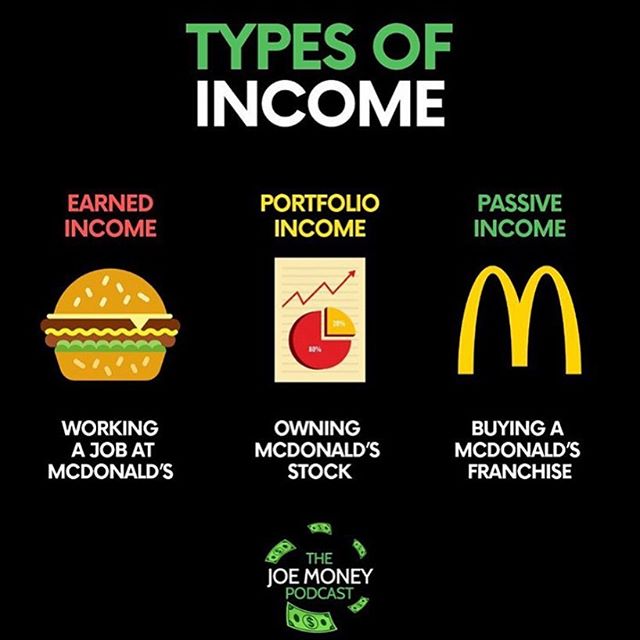 TYPES OF
INCOME
EARNED
INCOME
WORKING
A JOB AT
MCDONALD'S
PORTFOLIO
INCOME
20%
80%
OWNING
MCDONALD'S
STOCK
PASSIVE
INCOME
BUYING A
MCDONALD'S
FRANCHISE
THE
JOE MONEY
PODCAST